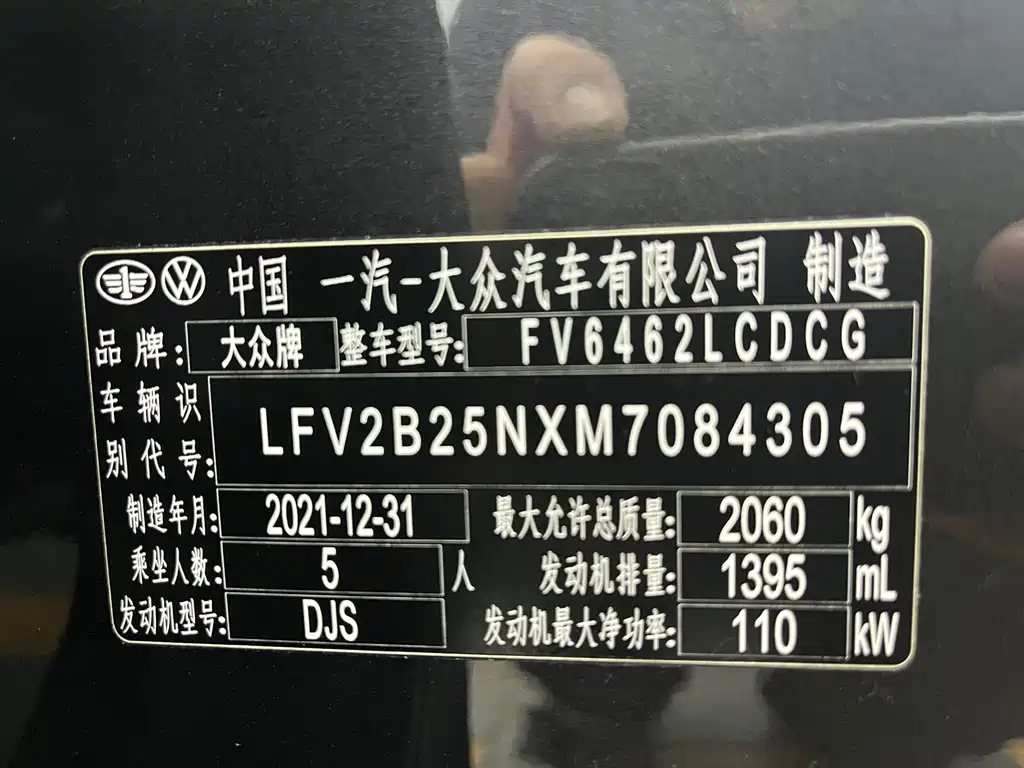 中国 一汽-大众汽车有限公司 制造
品牌: 大众牌 整车型号: FV6462LCDCG
车辆识别代号: LFV2B25NXM7084305
制造年月: 2021-12-31 最大允许总质量: 2060 kg
乘坐人数: 5 人 发动机排量: 1395 mL
发动机型号: DJS 发动机最大净功率: 110 kW